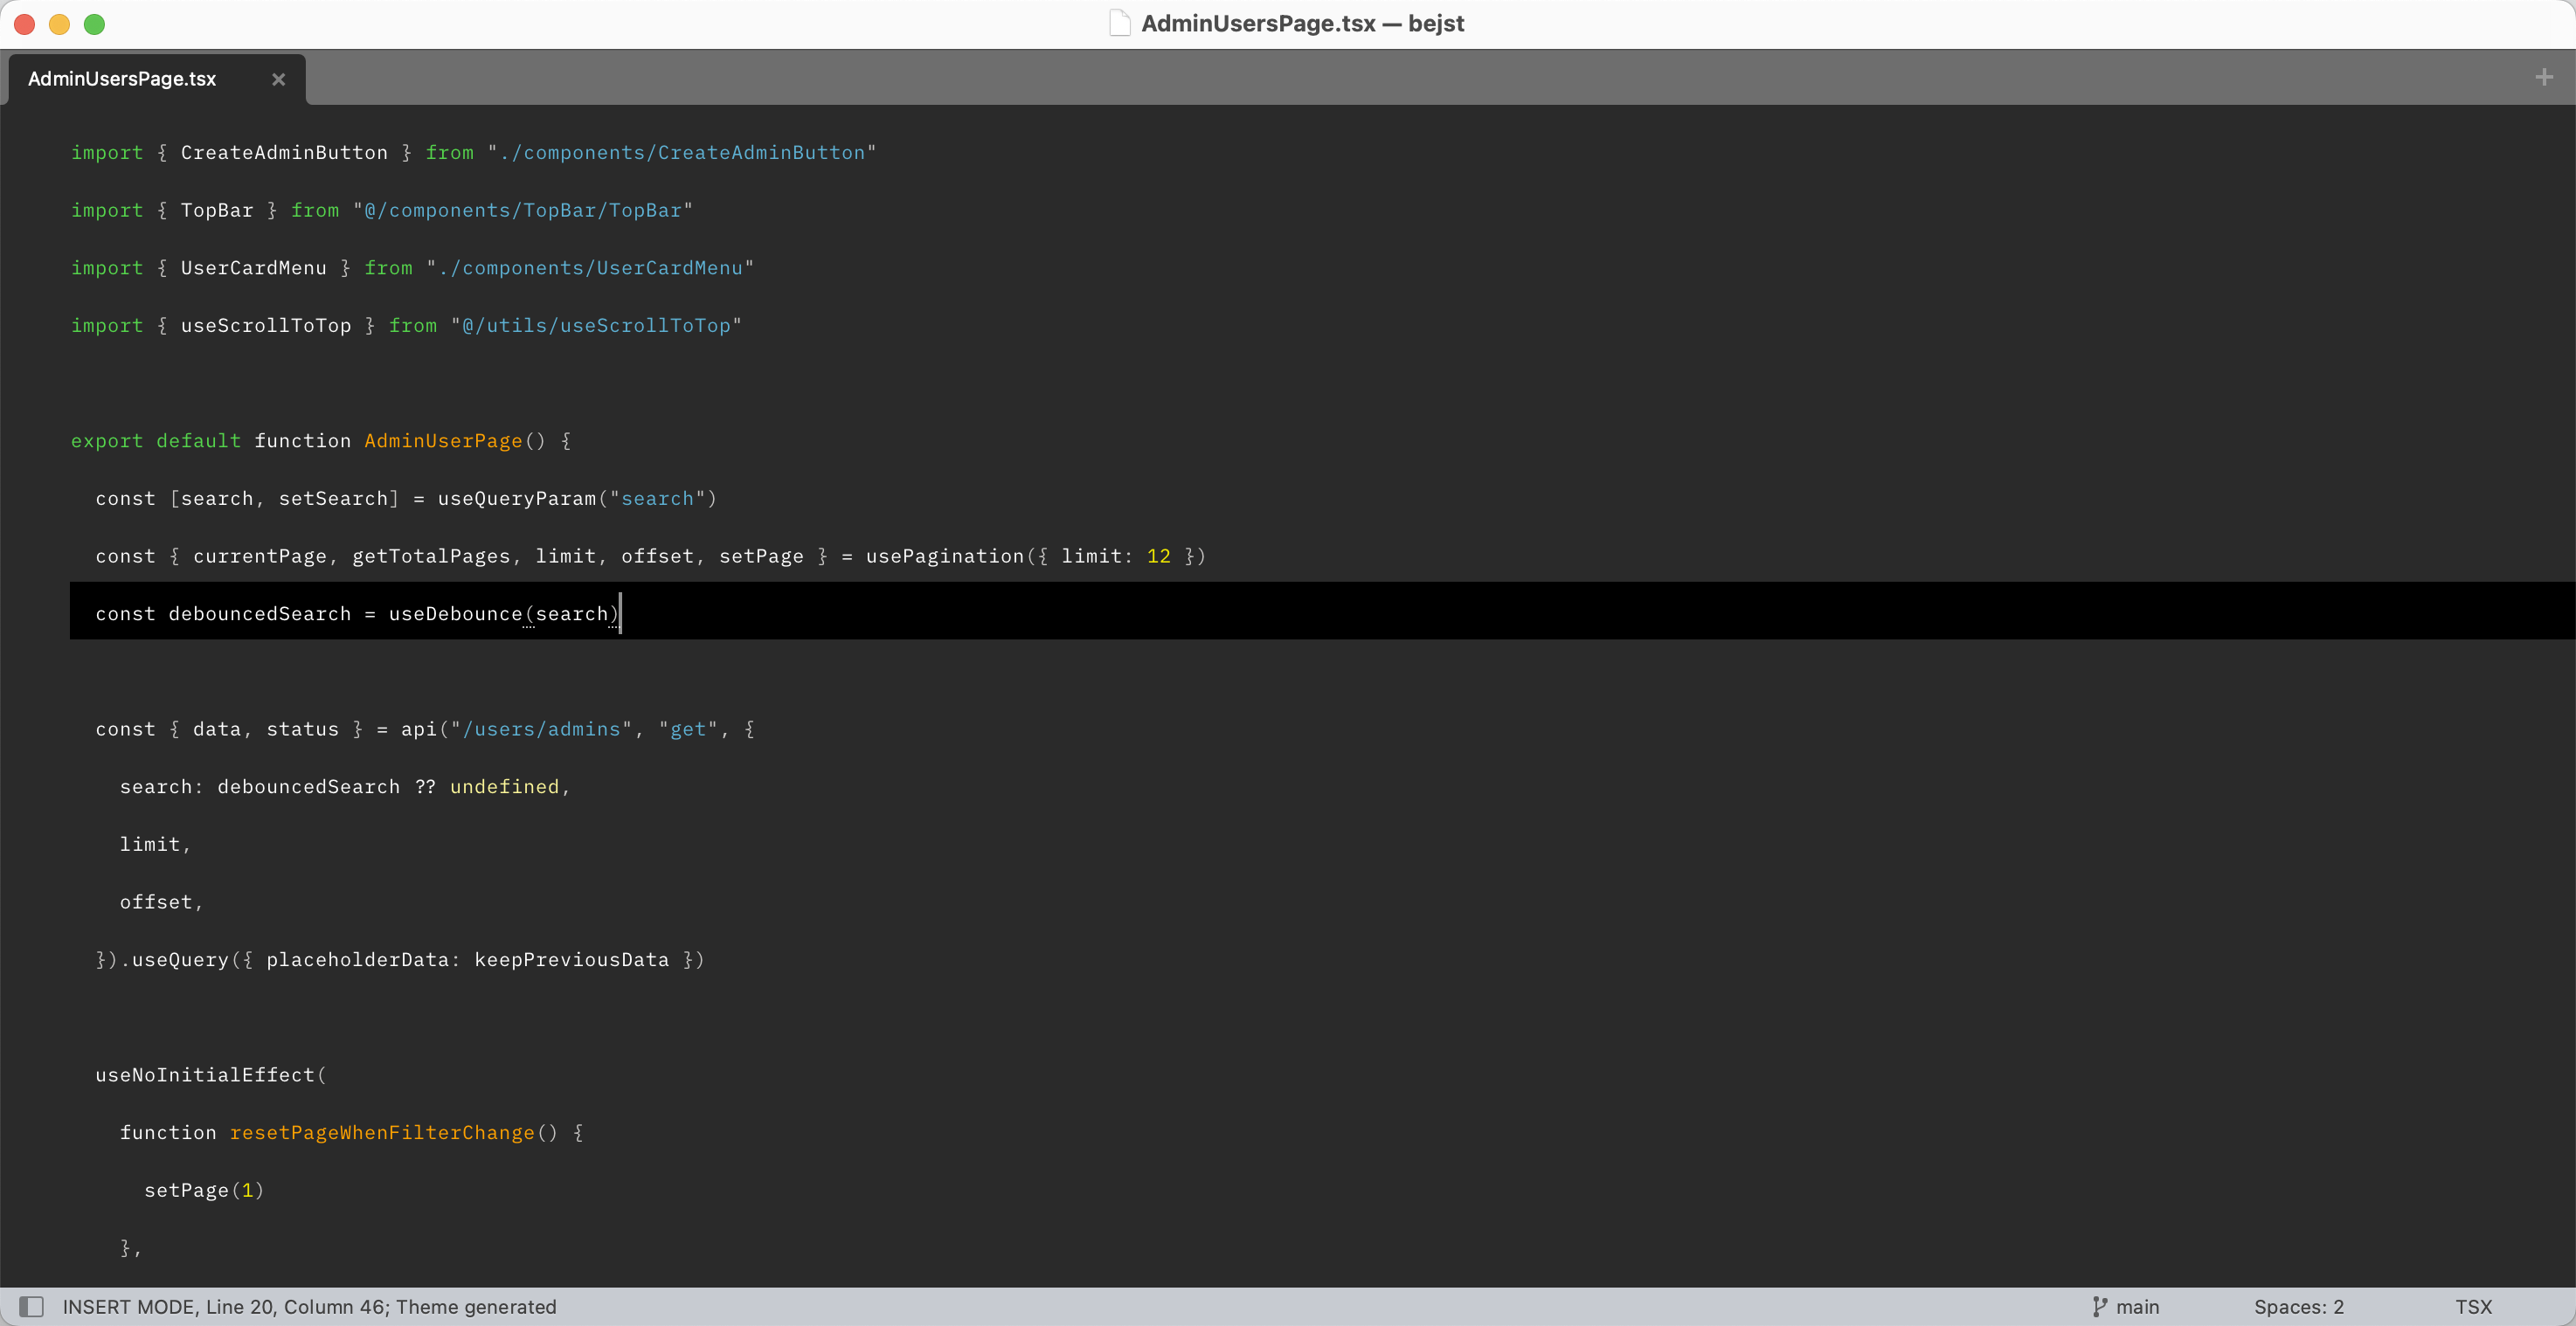 AdminUsersPage.tsx — bejst
AdminUsersPage.tsx
import { CreateAdminButton } from "./components/CreateAdminButton"
import { TopBar } from "@/components/TopBar/TopBar"
import { UserCardMenu } from "./components/UserCardMenu"
import { useScrollToTop } from "@/utils/useScrollToTop"
export default function AdminUserPage() {
  const [search, setSearch] = useQueryParam("search")
  const { currentPage, getTotalPages, limit, offset, setPage } = usePagination({ limit: 12 })
  const debouncedSearch = useDebounce(search)
  const { data, status } = api("/users/admins", "get", {
    search: debouncedSearch ?? undefined,
    limit,
    offset,
  }).useQuery({ placeholderData: keepPreviousData })
  useNoInitialEffect(
    function resetPageWhenFilterChange() {
      setPage(1)
    },
INSERT MODE, Line 20, Column 46; Theme generated
main
Spaces: 2
TSX